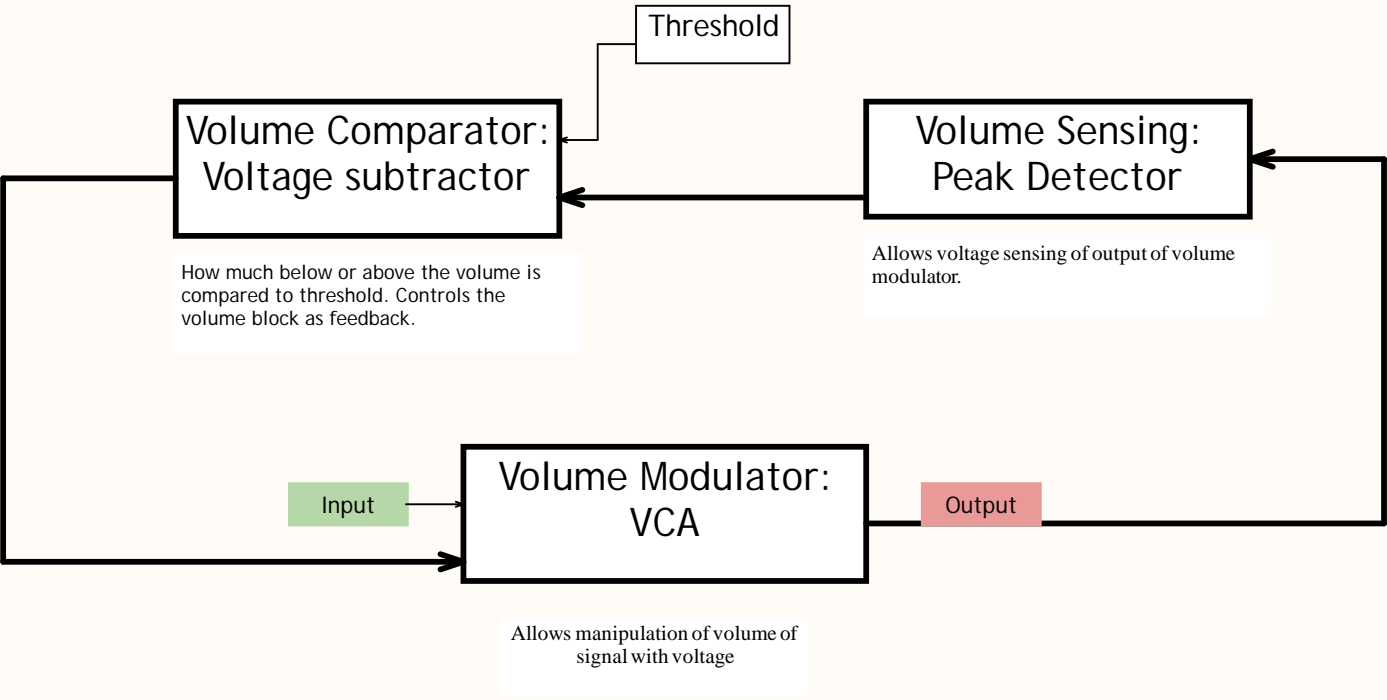 Threshold
Volume Comparator:
Voltage subtractor
Volume Sensing:
Peak Detector
How much below or above the volume is
compared to threshold. Controls the
volume block as feedback.
Allows voltage sensing of output of volume
modulator.
Input
Volume Modulator:
VCA
Output
Allows manipulation of volume of
signal with voltage